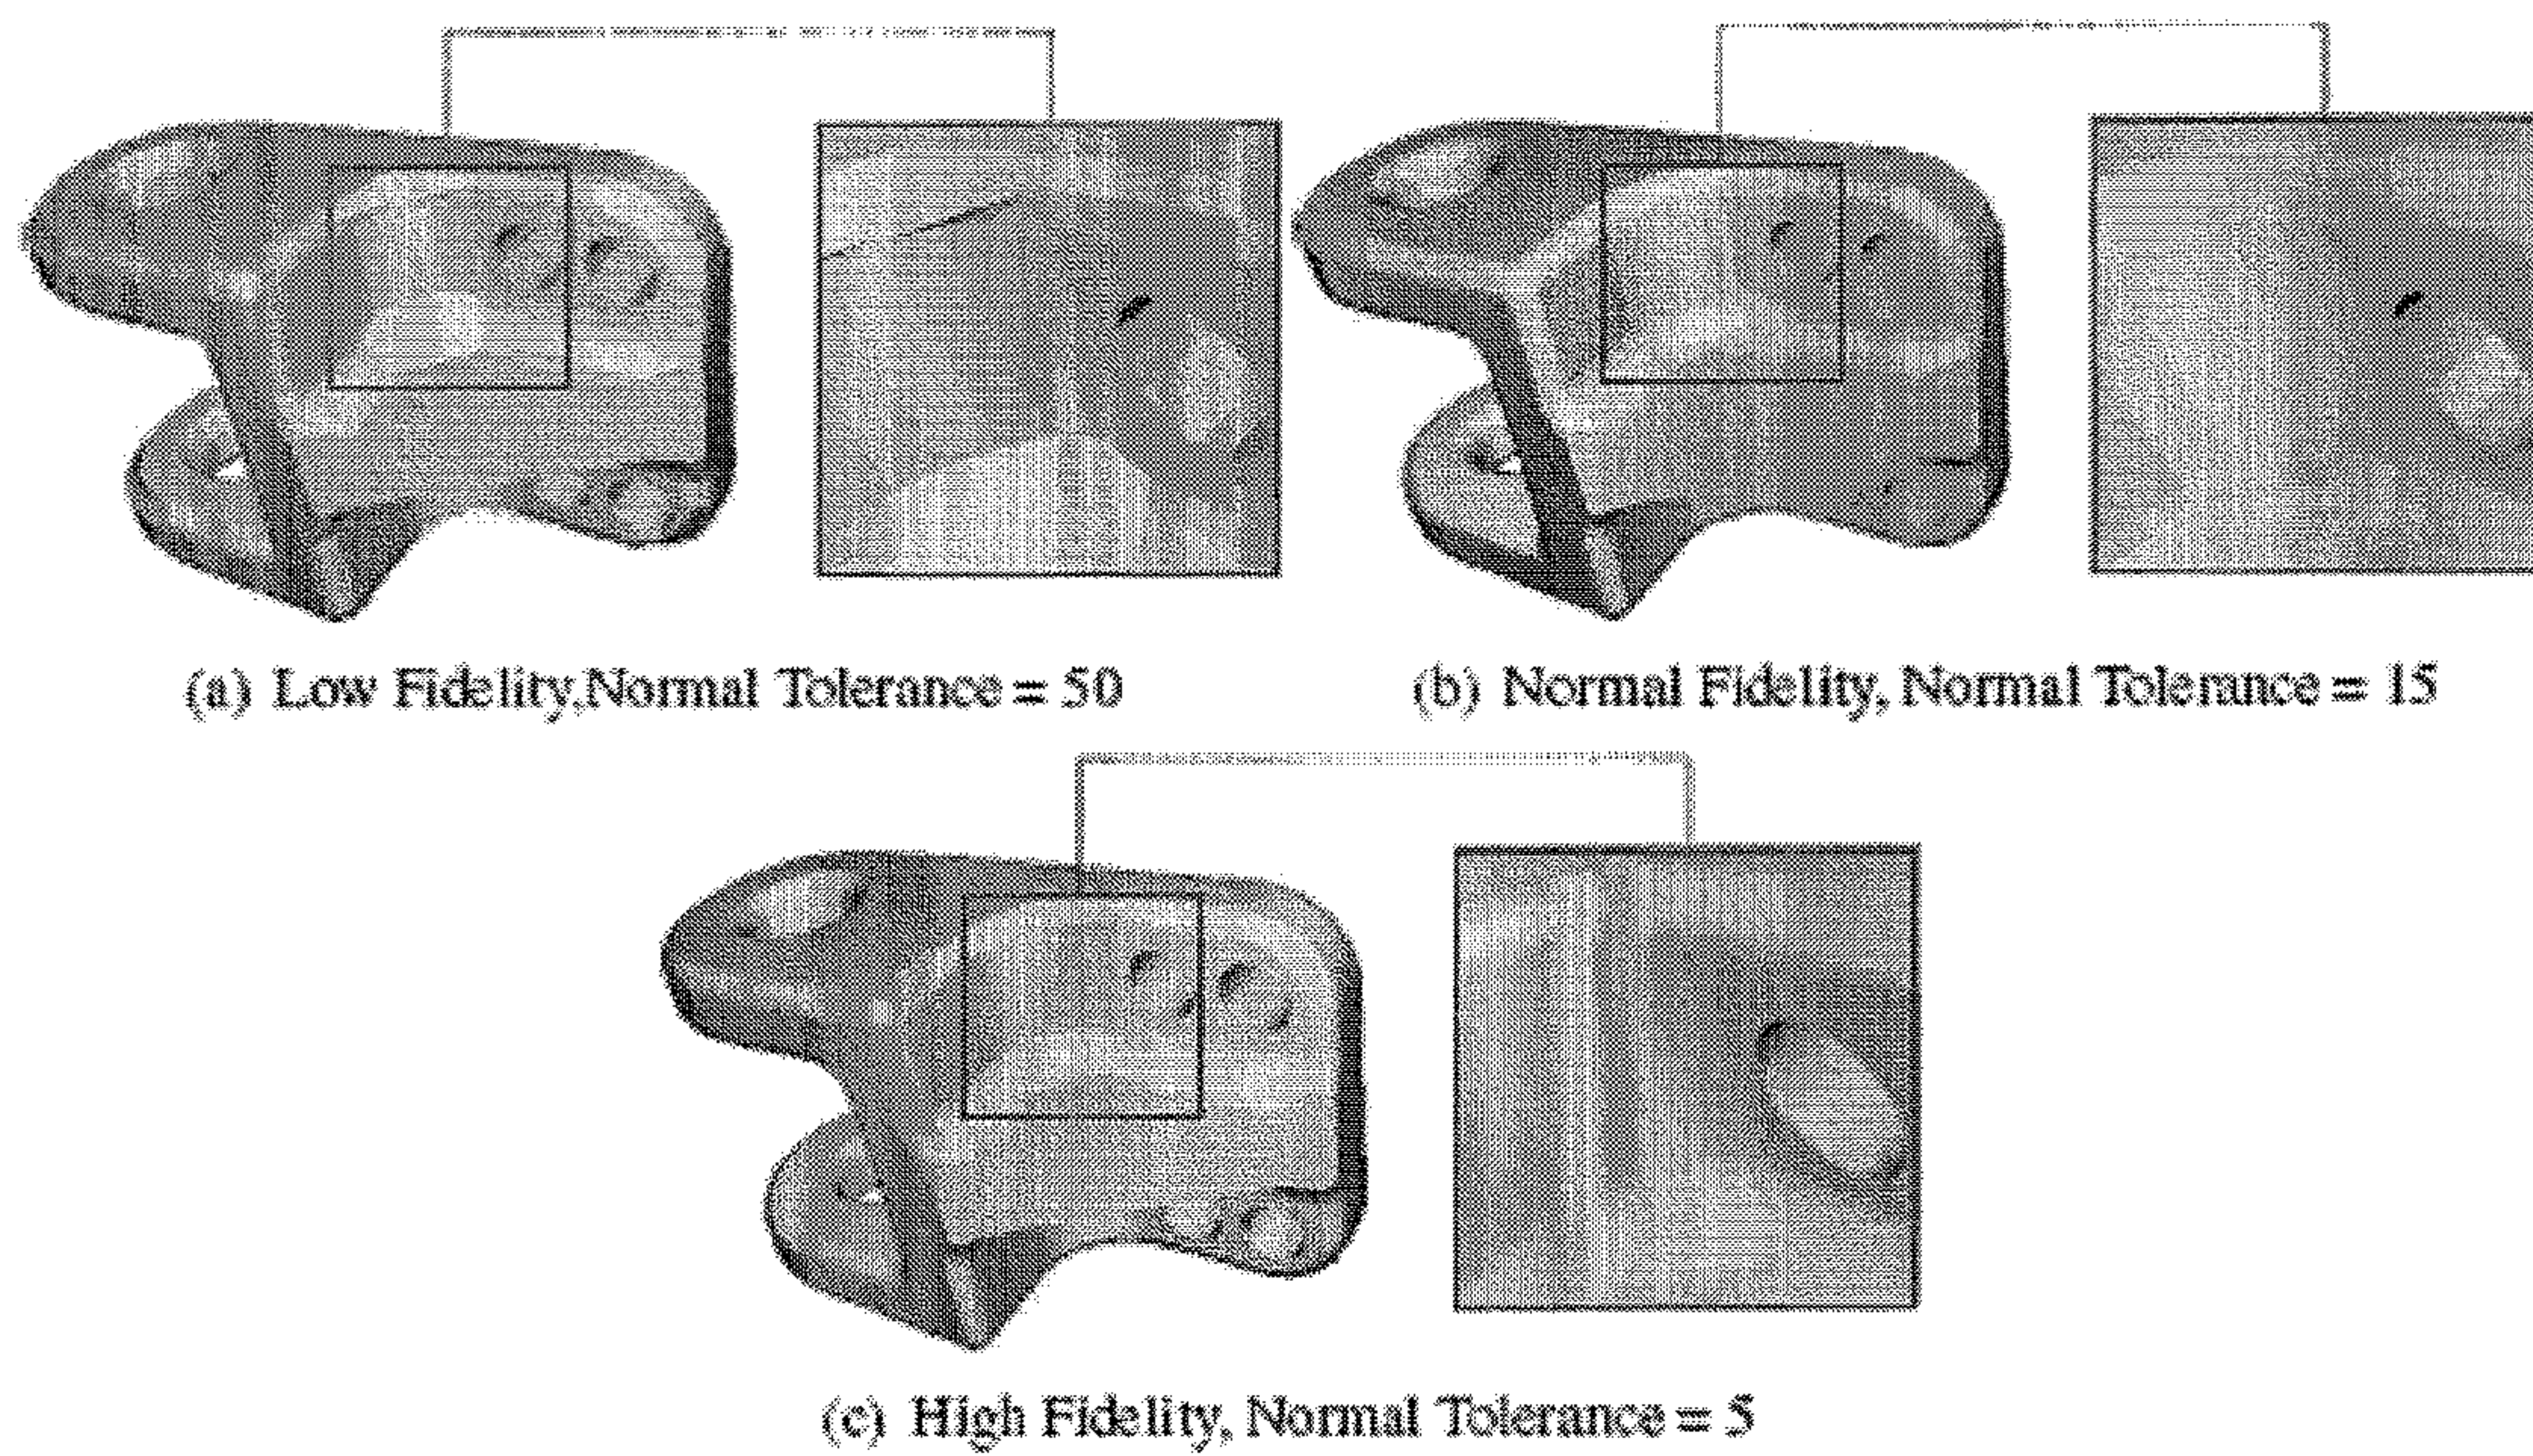 (a) Low Fidelity,Normal Tolerance = 50
(b) Normal Fidelity, Normal Tolerance = 15
(c) High Fidelity, Normal Tolerance = 5